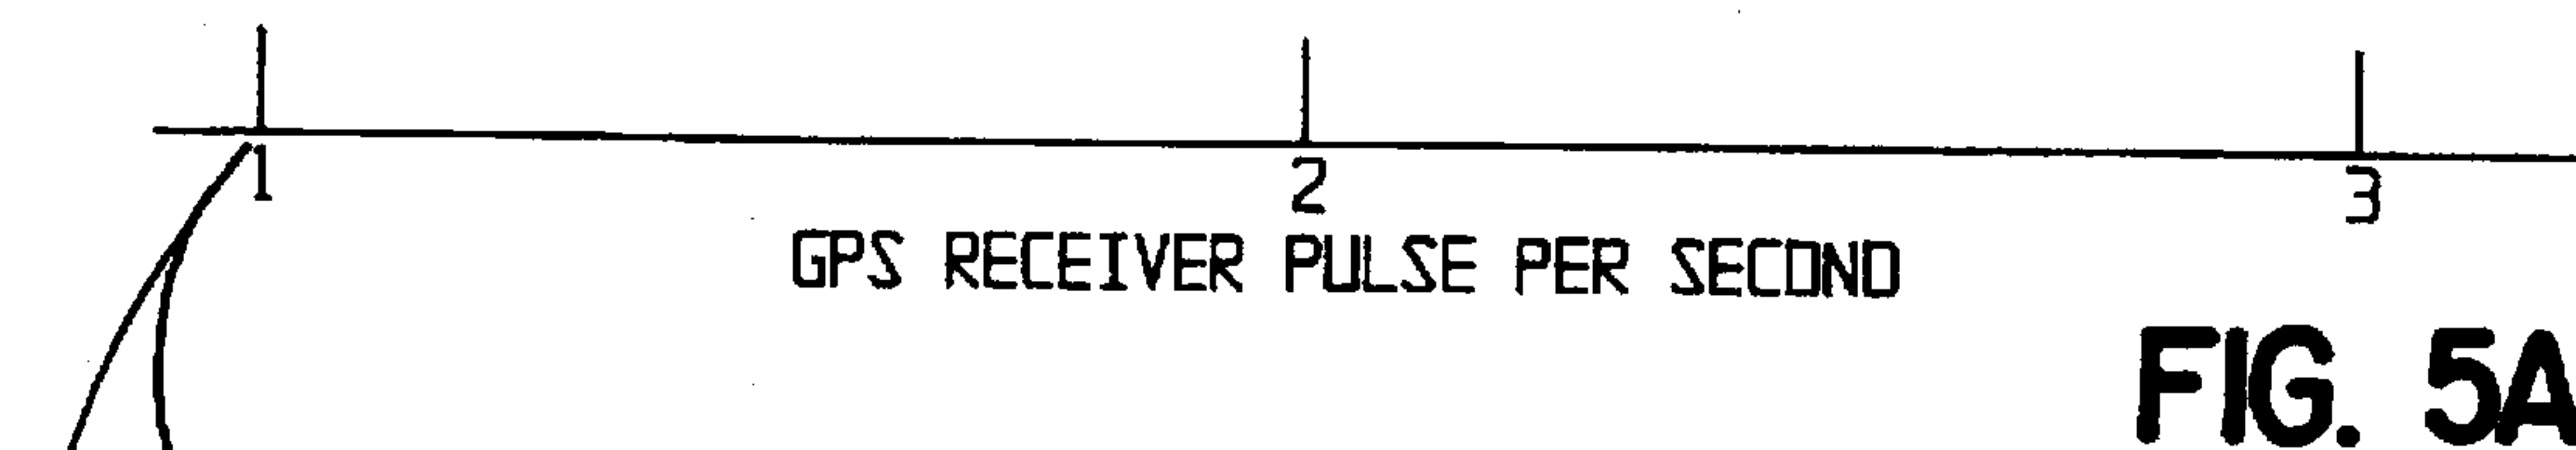 1 2 3
GPS RECEIVER PULSE PER SECOND
FIG. 5A